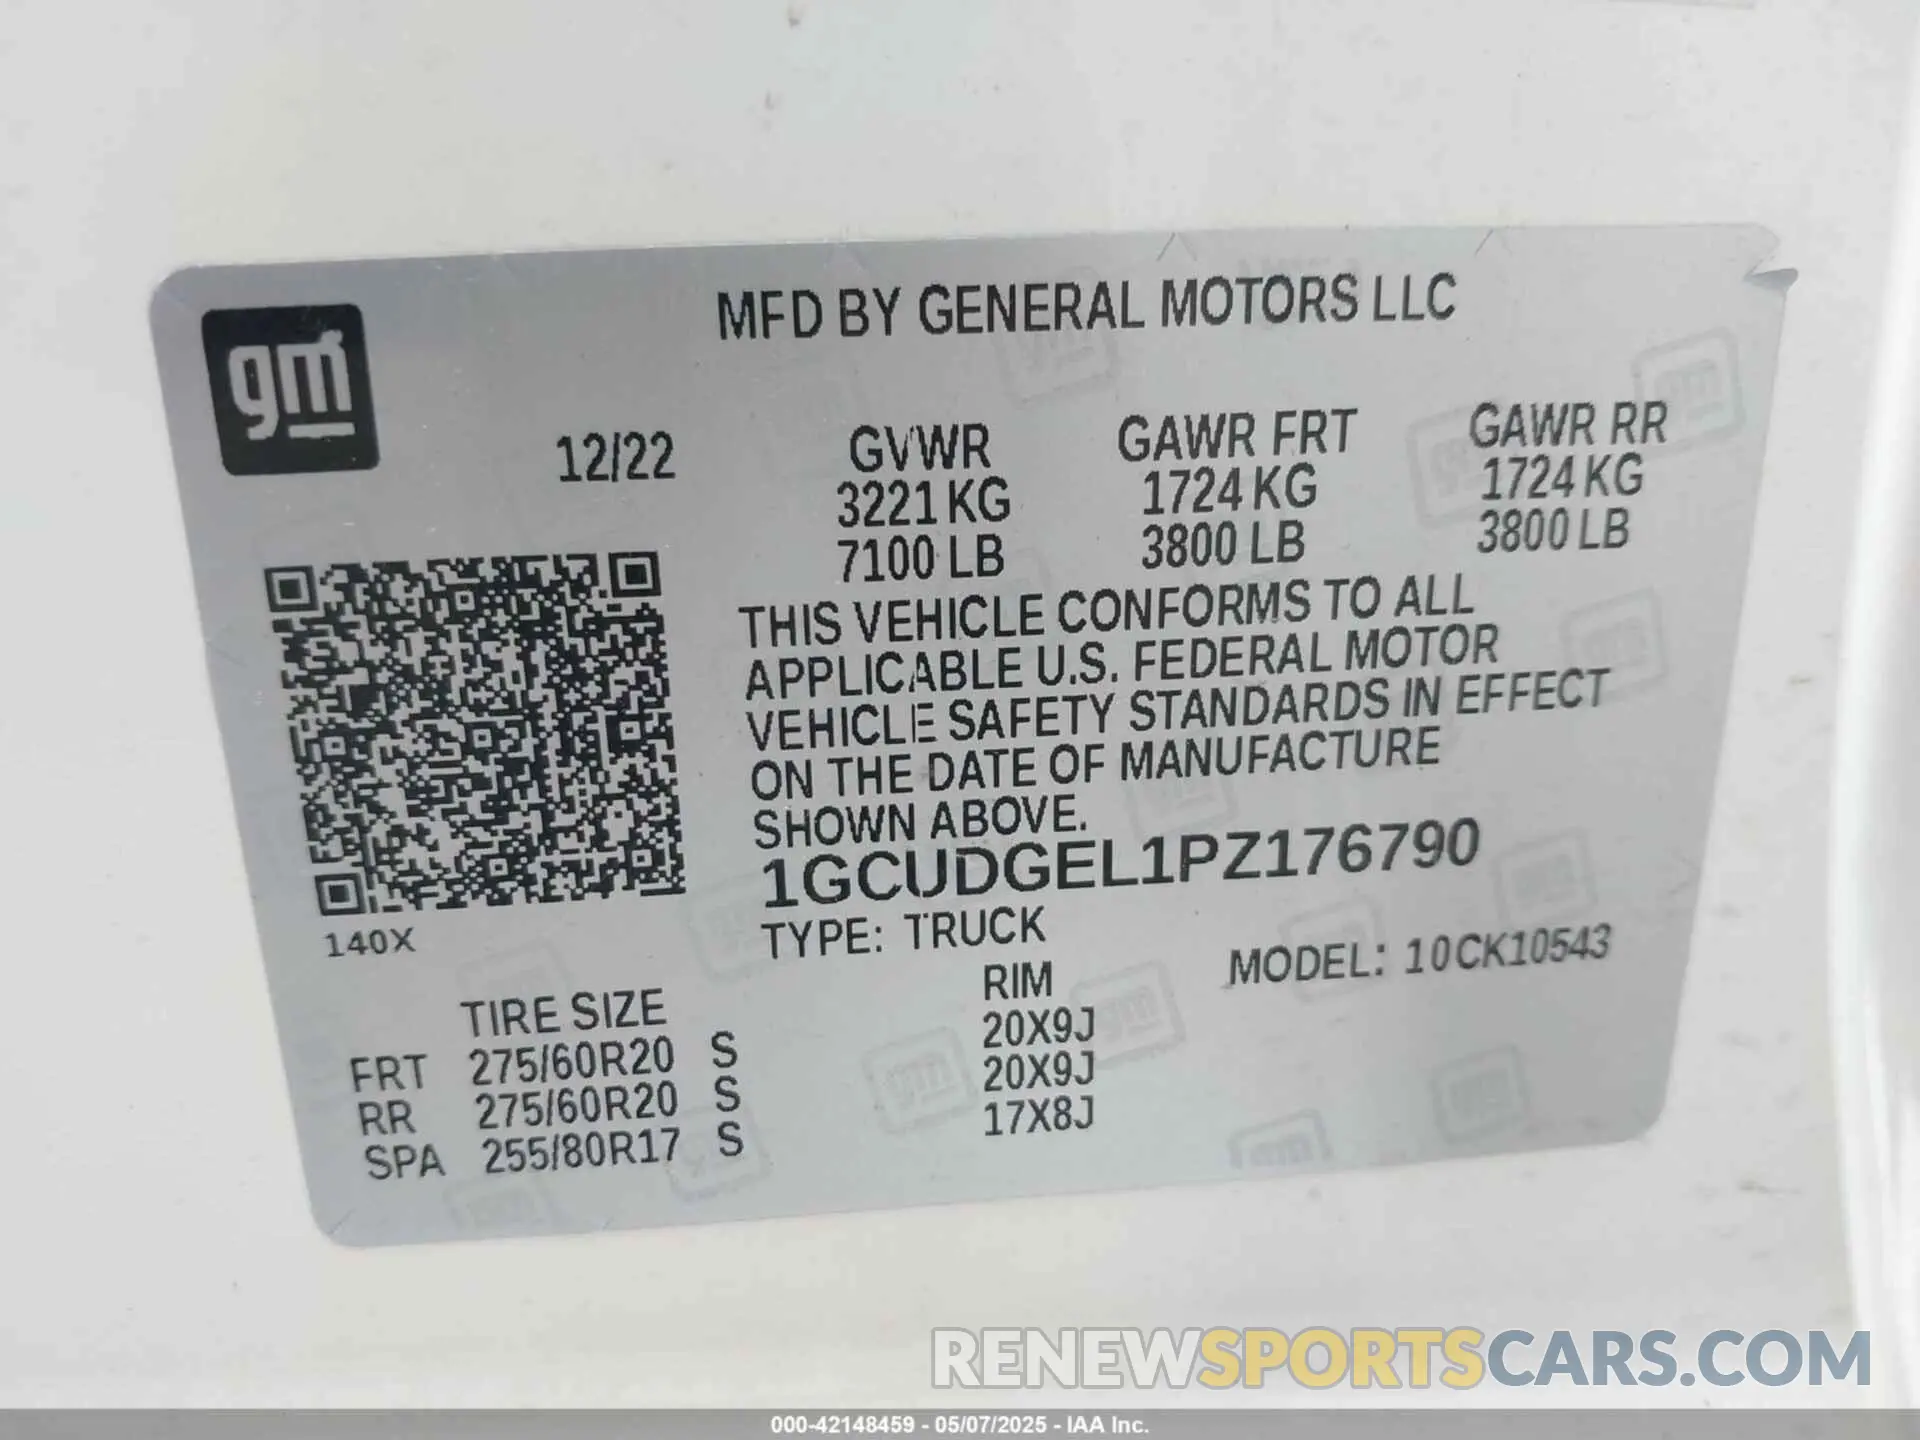 MFD BY GENERAL MOTORS LLC
gm
12/22 GVWR GAWR FRT GAWR RR
3221 KG 1724 KG 1724 KG
7100 LB 3800 LB 3800 LB
THIS VEHICLE CONFORMS TO ALL
APPLICABLE U.S. FEDERAL MOTOR
VEHICLE SAFETY STANDARDS IN EFFECT
ON THE DATE OF MANUFACTURE
SHOWN ABOVE.
1GCUDGEL1PZ176790
140X
TYPE: TRUCK MODEL: 10CK10543
TIRE SIZE RIM
FRT 275/60R20 S 20X9J
RR 275/60R20 S 20X9J
SPA 255/80R17 S 17X8J
RENEWSPORTSCARS.COM
000-42148459 - 05/07/2025 - IAA Inc.